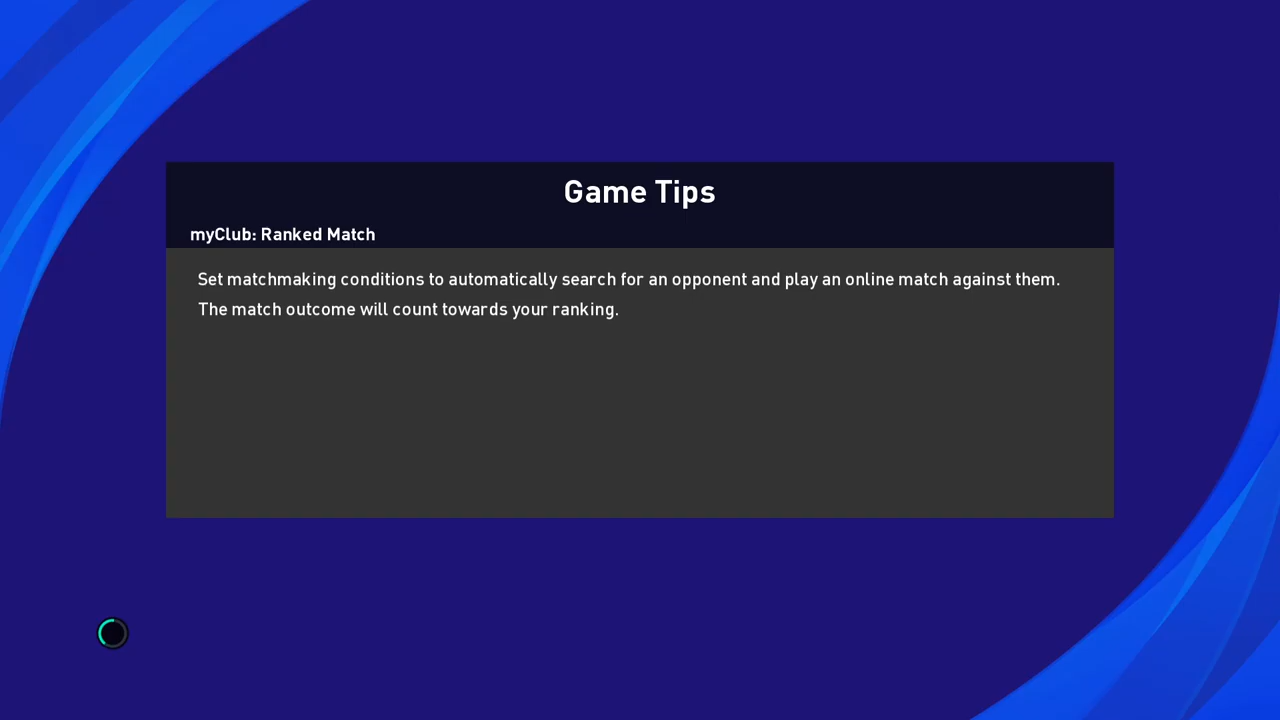 Game Tips
myClub: Ranked Match
Set matchmaking conditions to automatically search for an opponent and play an online match against them.
The match outcome will count towards your ranking.